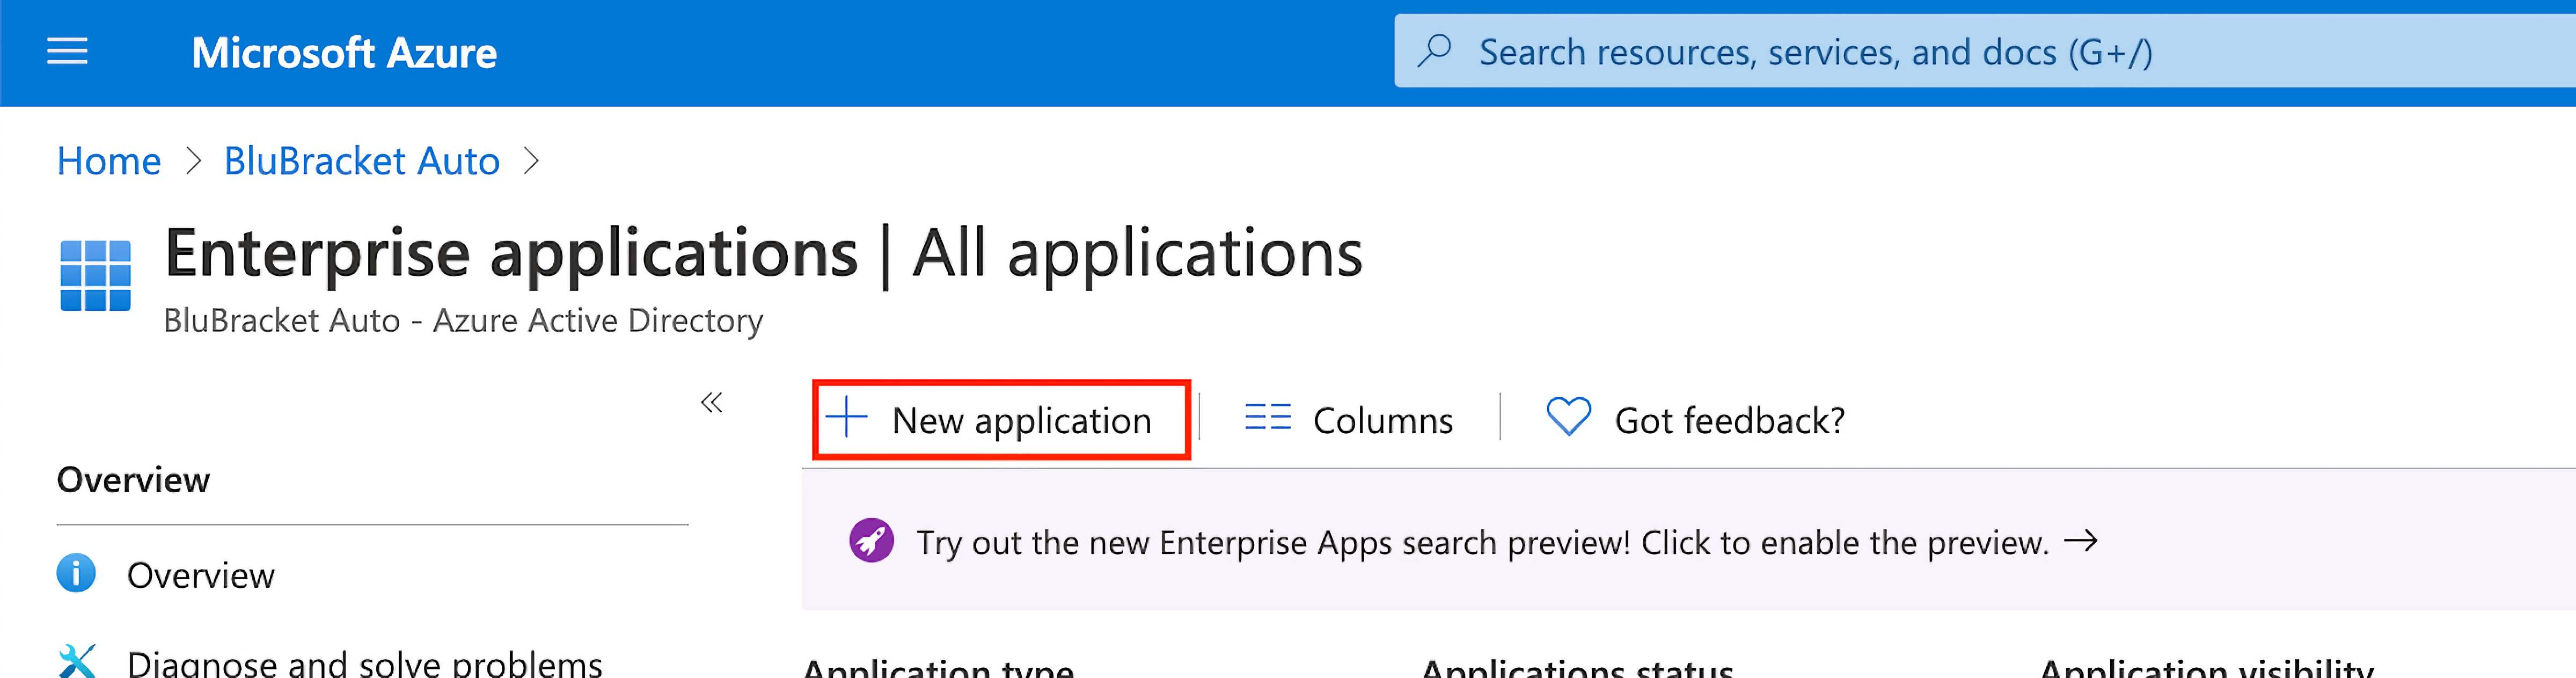 Microsoft Azure
Search resources, services, and docs (G+/)
Home > BluBracket Auto >
Enterprise applications | All applications
BluBracket Auto - Azure Active Directory
New application
Columns
Got feedback?
Overview
Try out the new Enterprise Apps search preview! Click to enable the preview. →
Overview
Diagnose and solve problems
Application type
Applications status
Application visibility